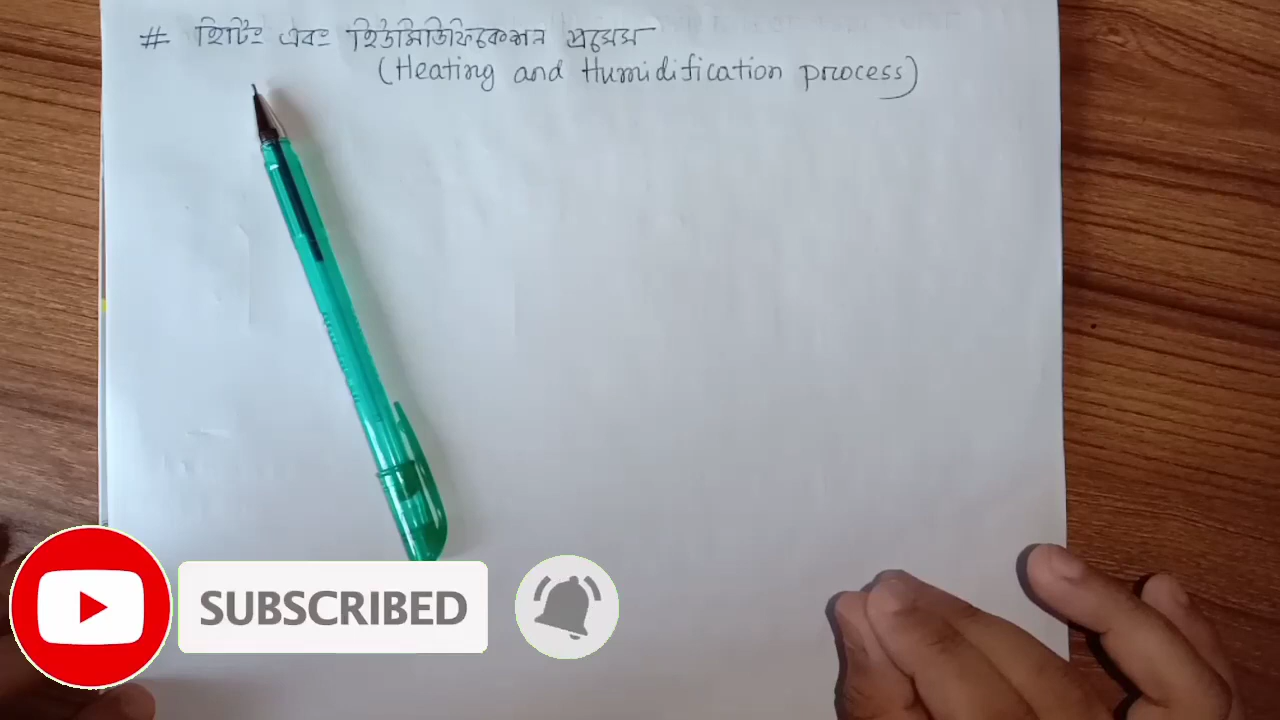 # হিটিং এবং হিউমিডিফিকেশন প্রসেস
(Heating and Humidification process)
SUBSCRIBED